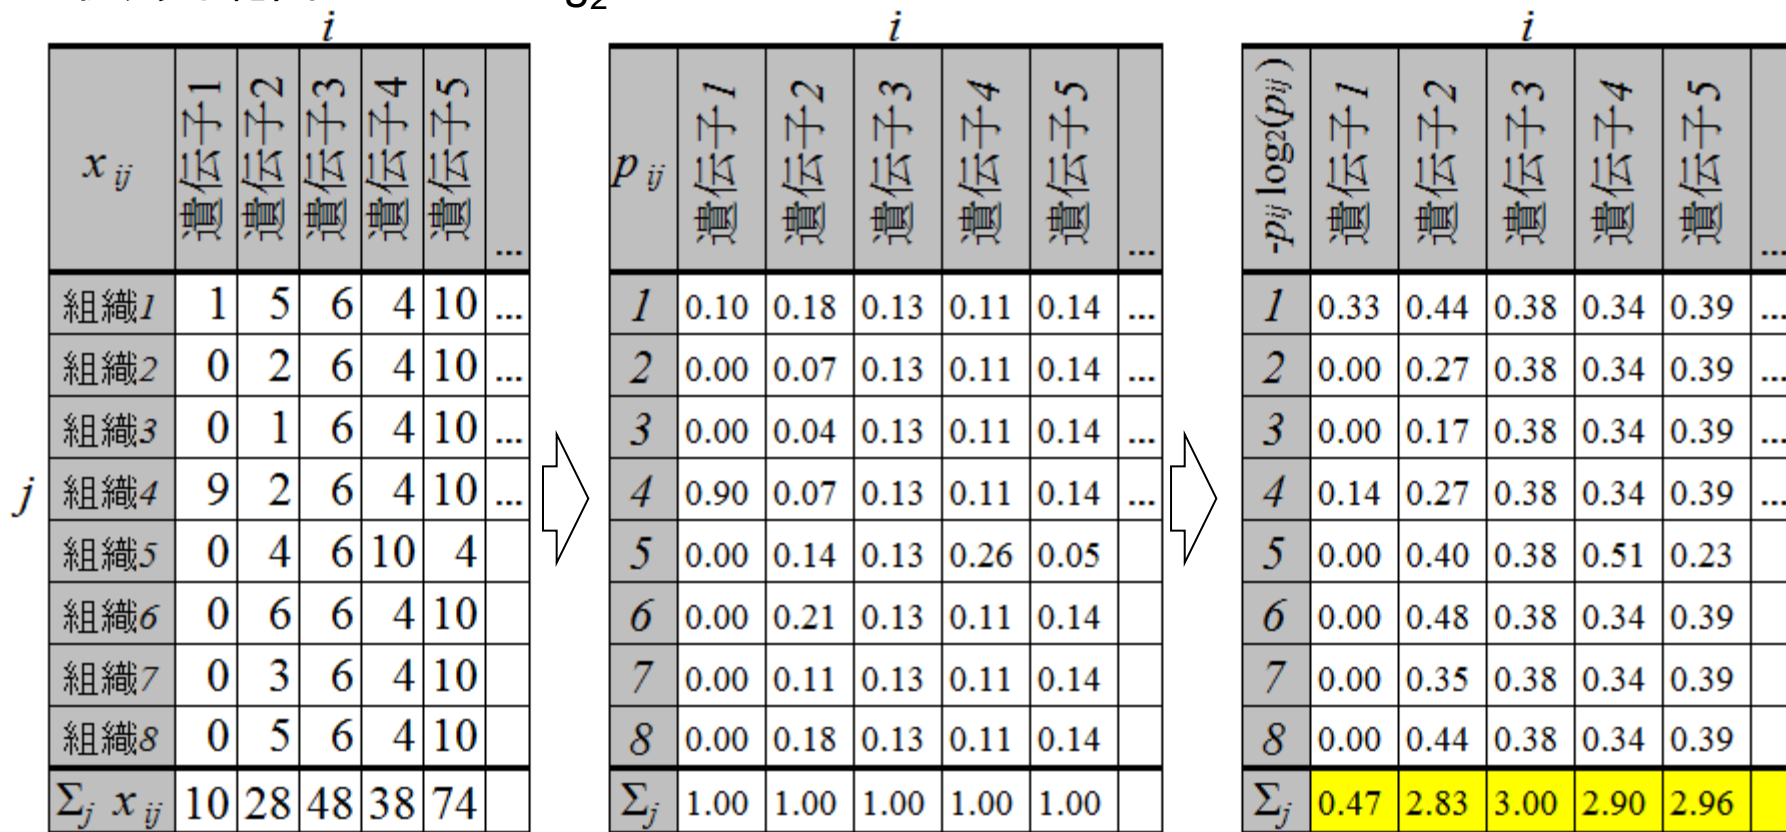 g2
i i i
x ij 遺伝子1 遺伝子2 遺伝子3 遺伝子4 遺伝子5 ...
組織1 1 5 6 4 10 ...
組織2 0 2 6 4 10 ...
組織3 0 1 6 4 10 ...
j 組織4 9 2 6 4 10 ...
組織5 0 4 6 10 4
組織6 0 6 6 4 10
組織7 0 3 6 4 10
組織8 0 5 6 4 10
Σj x ij 10 28 48 38 74
p ij 遺伝子1 遺伝子2 遺伝子3 遺伝子4 遺伝子5 ...
1 0.10 0.18 0.13 0.11 0.14 ...
2 0.00 0.07 0.13 0.11 0.14 ...
3 0.00 0.04 0.13 0.11 0.14 ...
4 0.90 0.07 0.13 0.11 0.14 ...
5 0.00 0.14 0.13 0.26 0.05
6 0.00 0.21 0.13 0.11 0.14
7 0.00 0.11 0.13 0.11 0.14
8 0.00 0.18 0.13 0.11 0.14
Σj 1.00 1.00 1.00 1.00 1.00
-pij log2(pij) 遺伝子1 遺伝子2 遺伝子3 遺伝子4 遺伝子5 ...
1 0.33 0.44 0.38 0.34 0.39 ...
2 0.00 0.27 0.38 0.34 0.39 ...
3 0.00 0.17 0.38 0.34 0.39 ...
4 0.14 0.27 0.38 0.34 0.39 ...
5 0.00 0.40 0.38 0.51 0.23
6 0.00 0.48 0.38 0.34 0.39
7 0.00 0.35 0.38 0.34 0.39
8 0.00 0.44 0.38 0.34 0.39
Σj 0.47 2.83 3.00 2.90 2.96